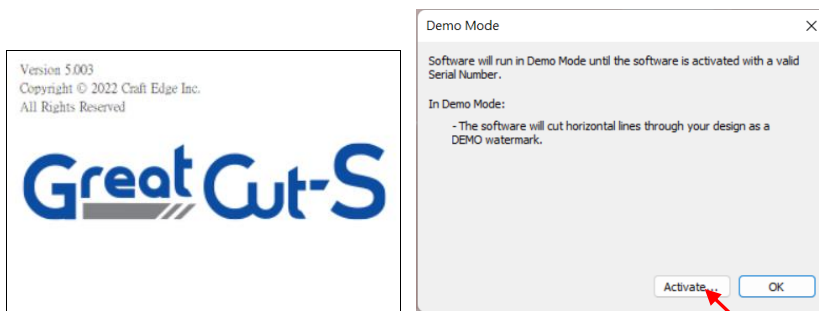 Version 5.003
Copyright © 2022 Craft Edge Inc.
All Rights Reserved
Great Cut-S
Demo Mode
Software will run in Demo Mode until the software is activated with a valid
Serial Number.
In Demo Mode:
- The software will cut horizontal lines through your design as a
DEMO watermark.
Activate...
OK